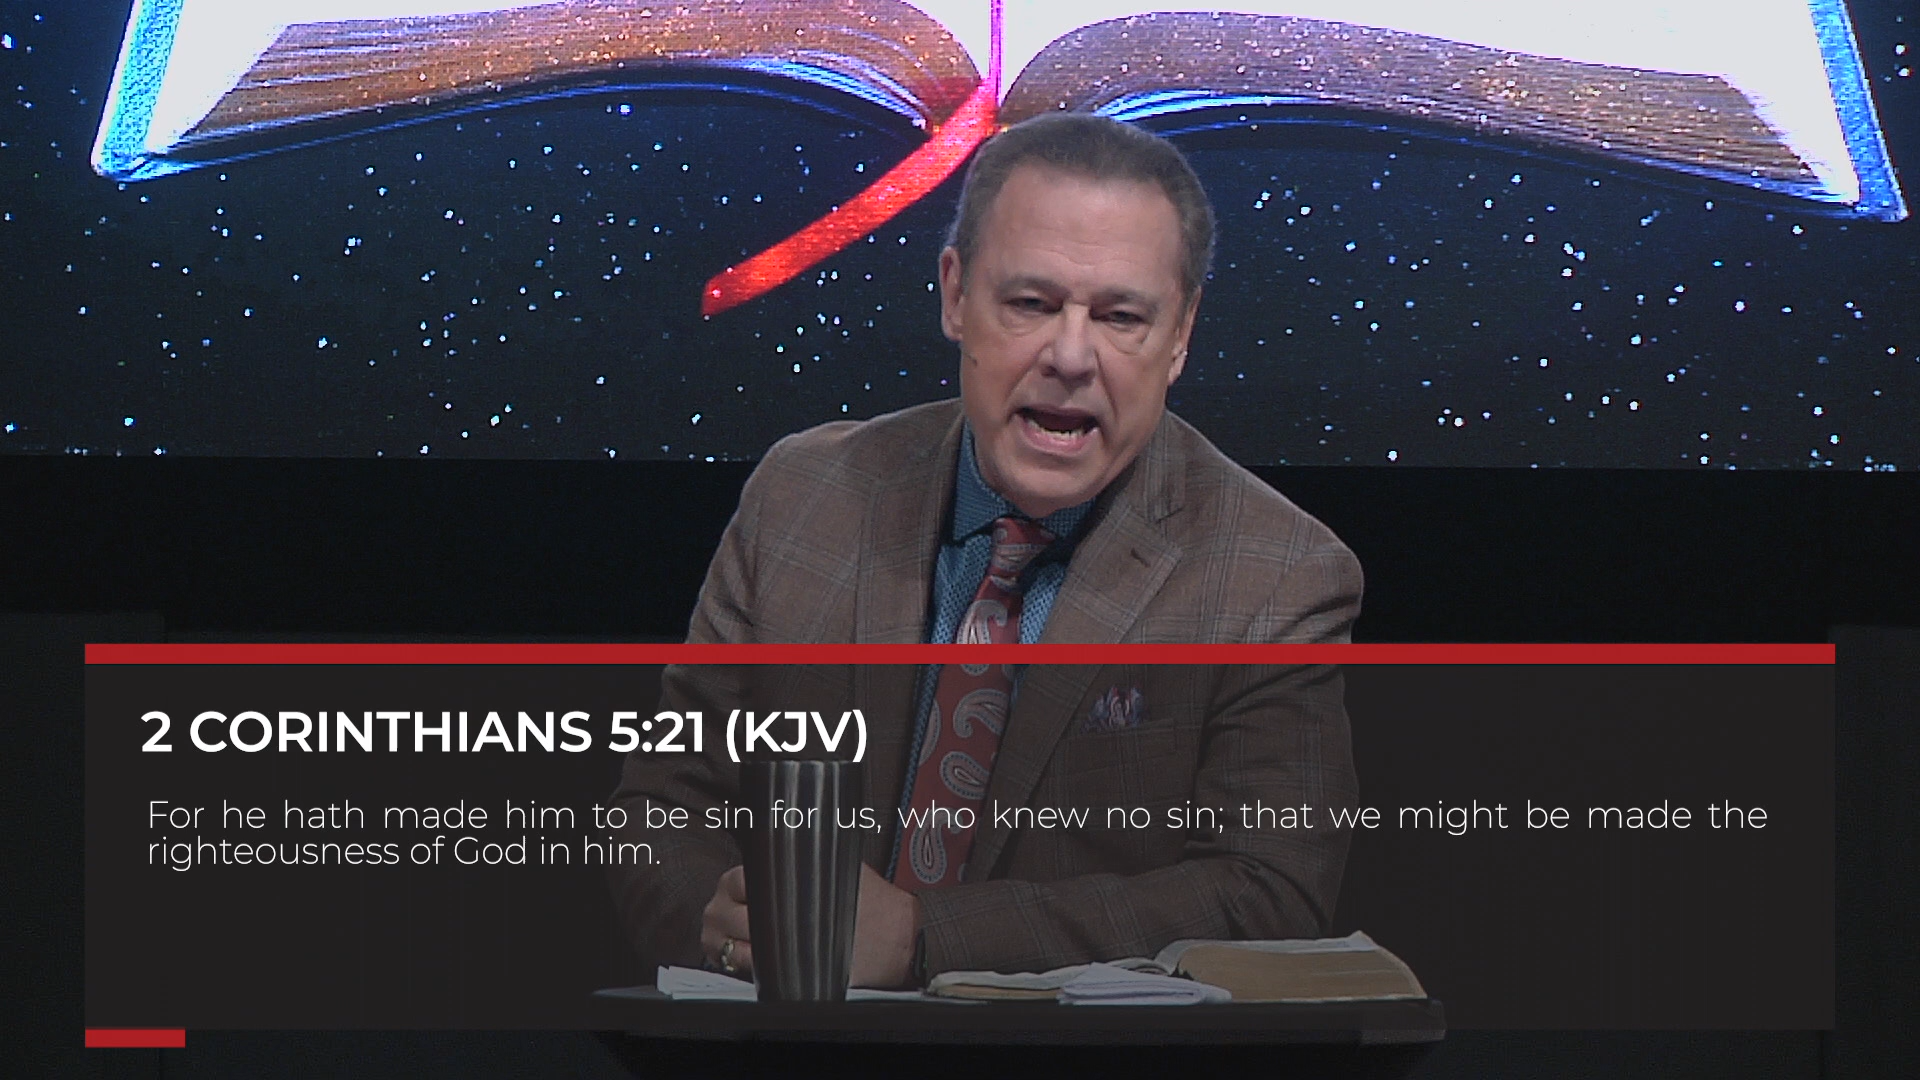 2 CORINTHIANS 5:21 (KJV)
For he hath made him to be sin for us, who knew no sin; that we might be made the
righteousness of God in him.